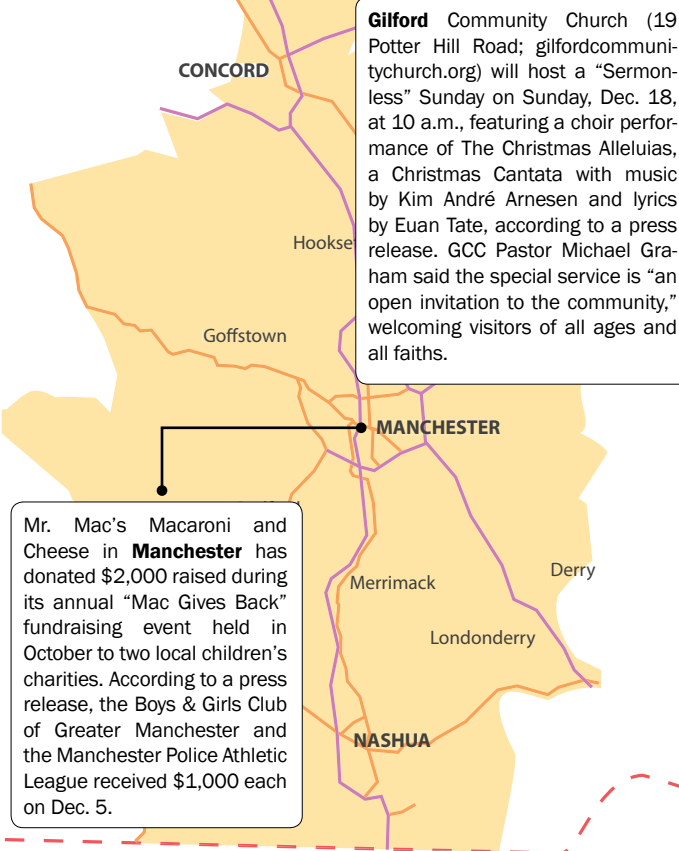 Gilford Community Church (19
Potter Hill Road; gilfordcommuni-
tychurch.org) will host a “Sermon-
less” Sunday on Sunday, Dec. 18,
at 10 a.m., featuring a choir perfor-
mance of The Christmas Alleluias,
a Christmas Cantata with music
by Kim André Arnesen and lyrics
by Euan Tate, according to a press
release. GCC Pastor Michael Gra-
ham said the special service is “an
open invitation to the community,”
welcoming visitors of all ages and
all faiths.
CONCORD
Hookse
Goffstown
MANCHESTER
Mr. Mac’s Macaroni and
Cheese in Manchester has
donated $2,000 raised during
its annual “Mac Gives Back”
fundraising event held in
October to two local children’s
charities. According to a press
release, the Boys & Girls Club
of Greater Manchester and
the Manchester Police Athletic
League received $1,000 each
on Dec. 5.
Merrimack
Derry
Londonderry
NASHUA